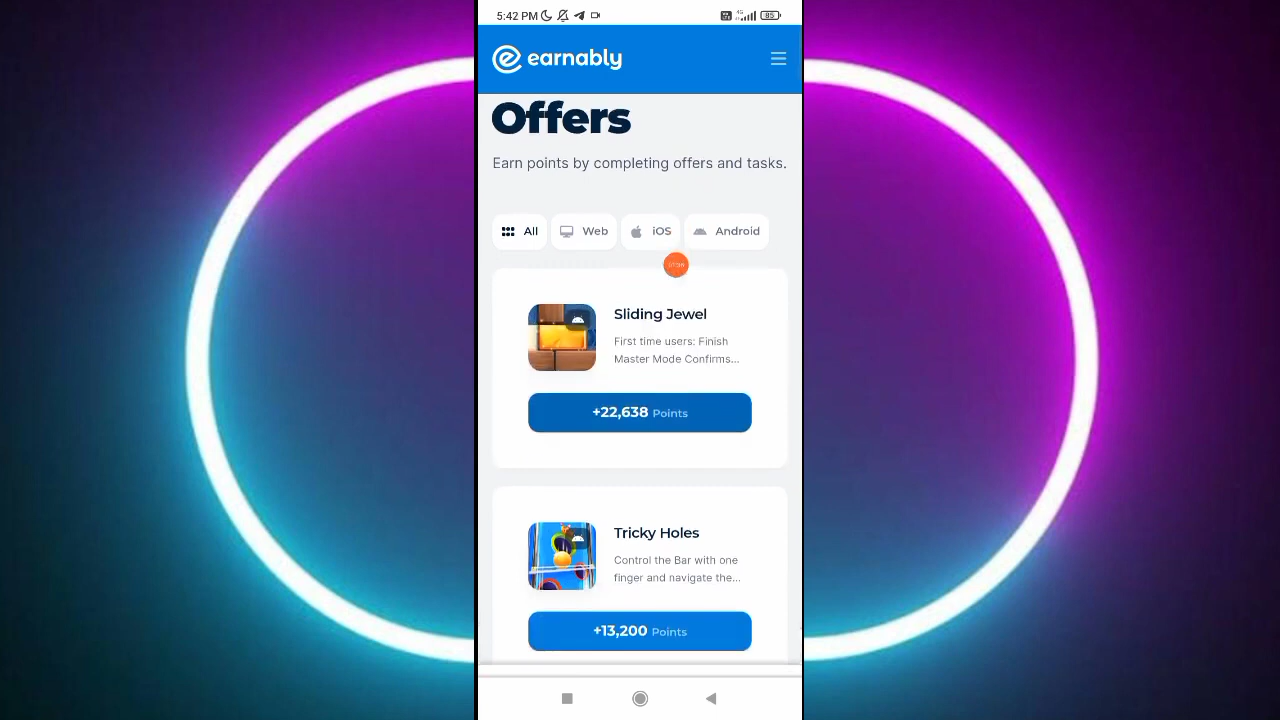 5:42 PM
4G
85
earnably
Offers
Earn points by completing offers and tasks.
All
Web
iOS
Android
Sliding Jewel
First time users: Finish
Master Mode Confirms...
+22,638 Points
Tricky Holes
Control the Bar with one
finger and navigate the...
+13,200 Points